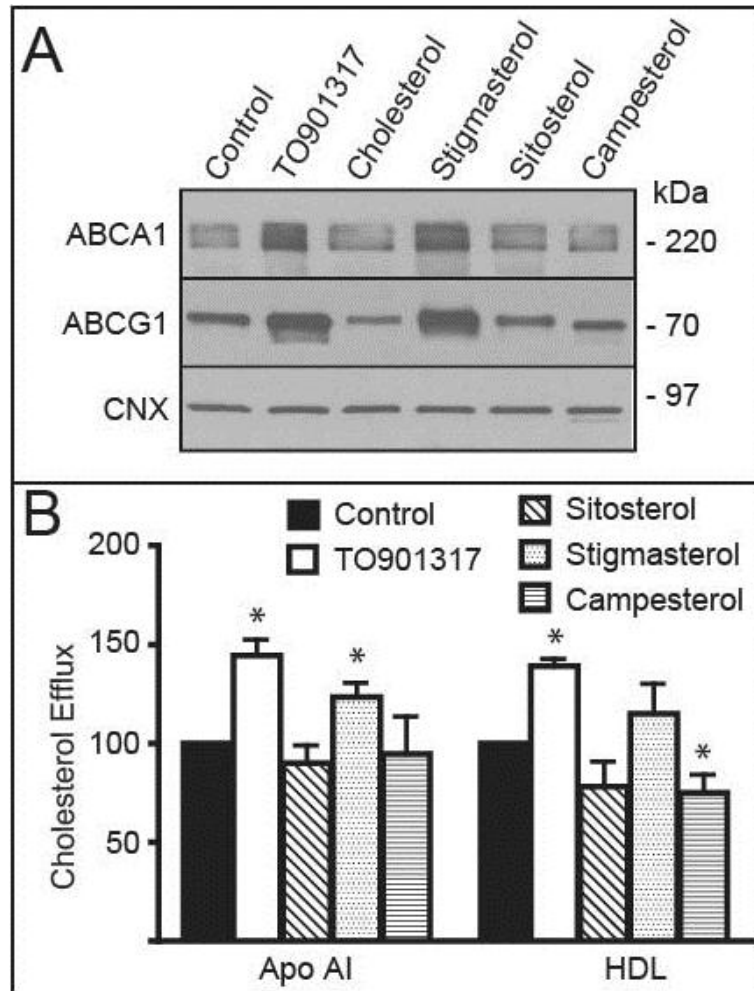 A
Control
TO901317
Cholesterol
Stigmasterol
Sitosterol
Campesterol
kDa
ABCA1
- 220
ABCG1
- 70
CNX
- 97
B
Control
TO901317
Sitosterol
Stigmasterol
Campesterol
Cholesterol Efflux
200
150
100
50
*
*
*
*
Apo AI
HDL